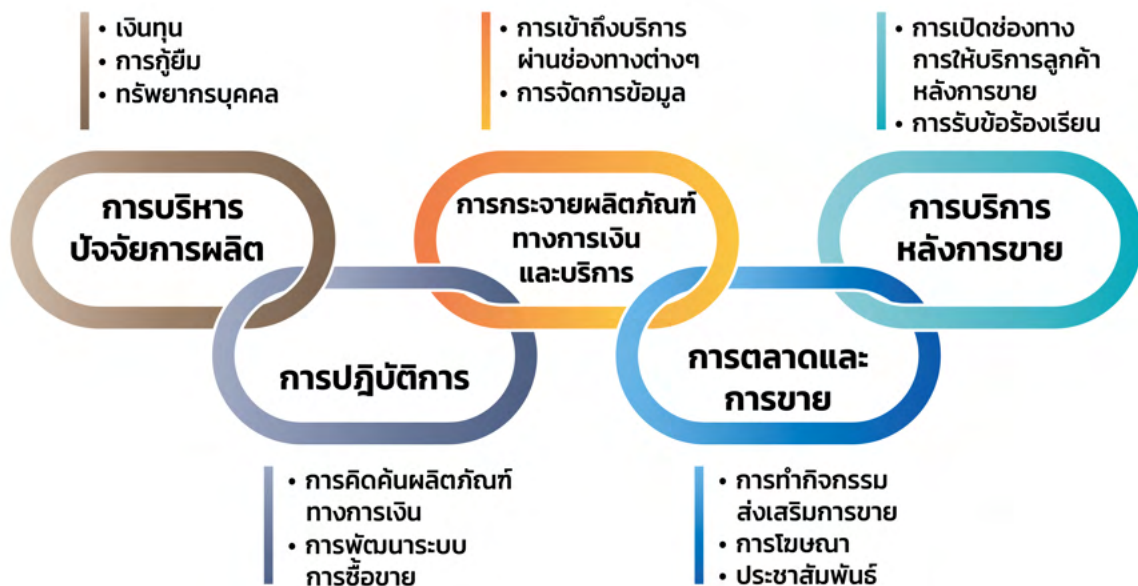 • เงินทุน
• การกู้ยืม
• ทรัพยากรบุคคล
การบริหาร
ปัจจัยการผลิต
การปฎิบัติการ
• การคิดค้นผลิตภัณฑ์
ทางการเงิน
• การพัฒนาระบบ
การซื้อขาย
• การเข้าถึงบริการ
ผ่านช่องทางต่างๆ
• การจัดการข้อมูล
การกระจายผลิตภัณฑ์
ทางการเงิน
และบริการ
การตลาดและ
การขาย
• การทำกิจกรรม
ส่งเสริมการขาย
• การโฆษณา
• ประชาสัมพันธ์
• การเปิดช่องทาง
การให้บริการลูกค้า
หลังการขาย
• การรับข้อร้องเรียน
การบริการ
หลังการขาย